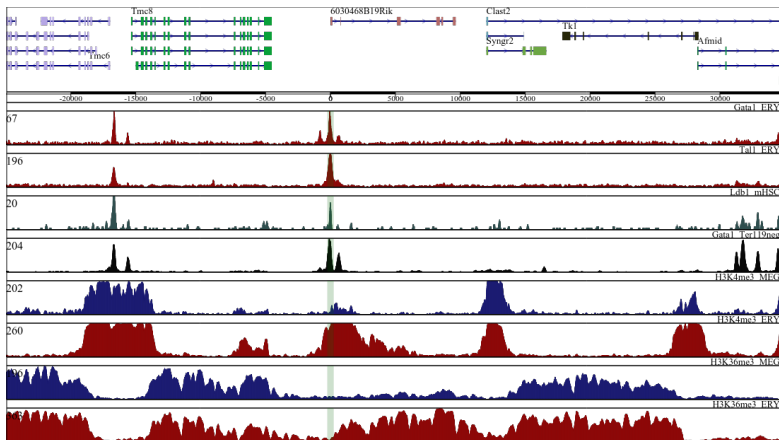 Tmc8 6030468B19Rik Clast2
Tk1
Tmc6 Syngr2 Afmid
-20000 -15000 -10000 -5000 0 5000 10000 15000 20000 25000 30000
Gata1_ERY
67
Tal1_ERY
196
Ldb1_mHSC
20
Gata1_Ter119neg
204
H3K4me3_MEG
202
H3K4me3_ERY
260
H3K36me3_MEG
H3K36me3_ERY